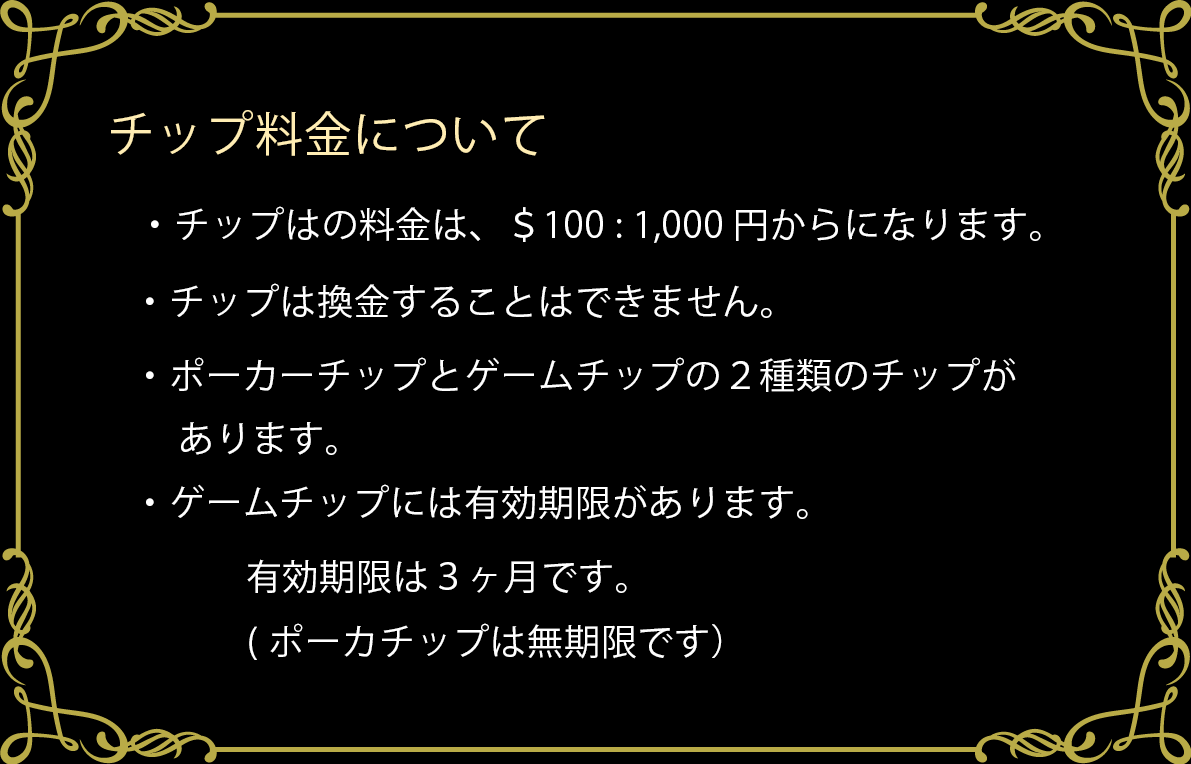 チップ料金について
・チップはの料金は、＄100 : 1,000 円からになります。
・チップは換金することはできません。
・ポーカーチップとゲームチップの２種類のチップが
あります。
・ゲームチップには有効期限があります。
有効期限は３ヶ月です。
( ポーカチップは無期限です）